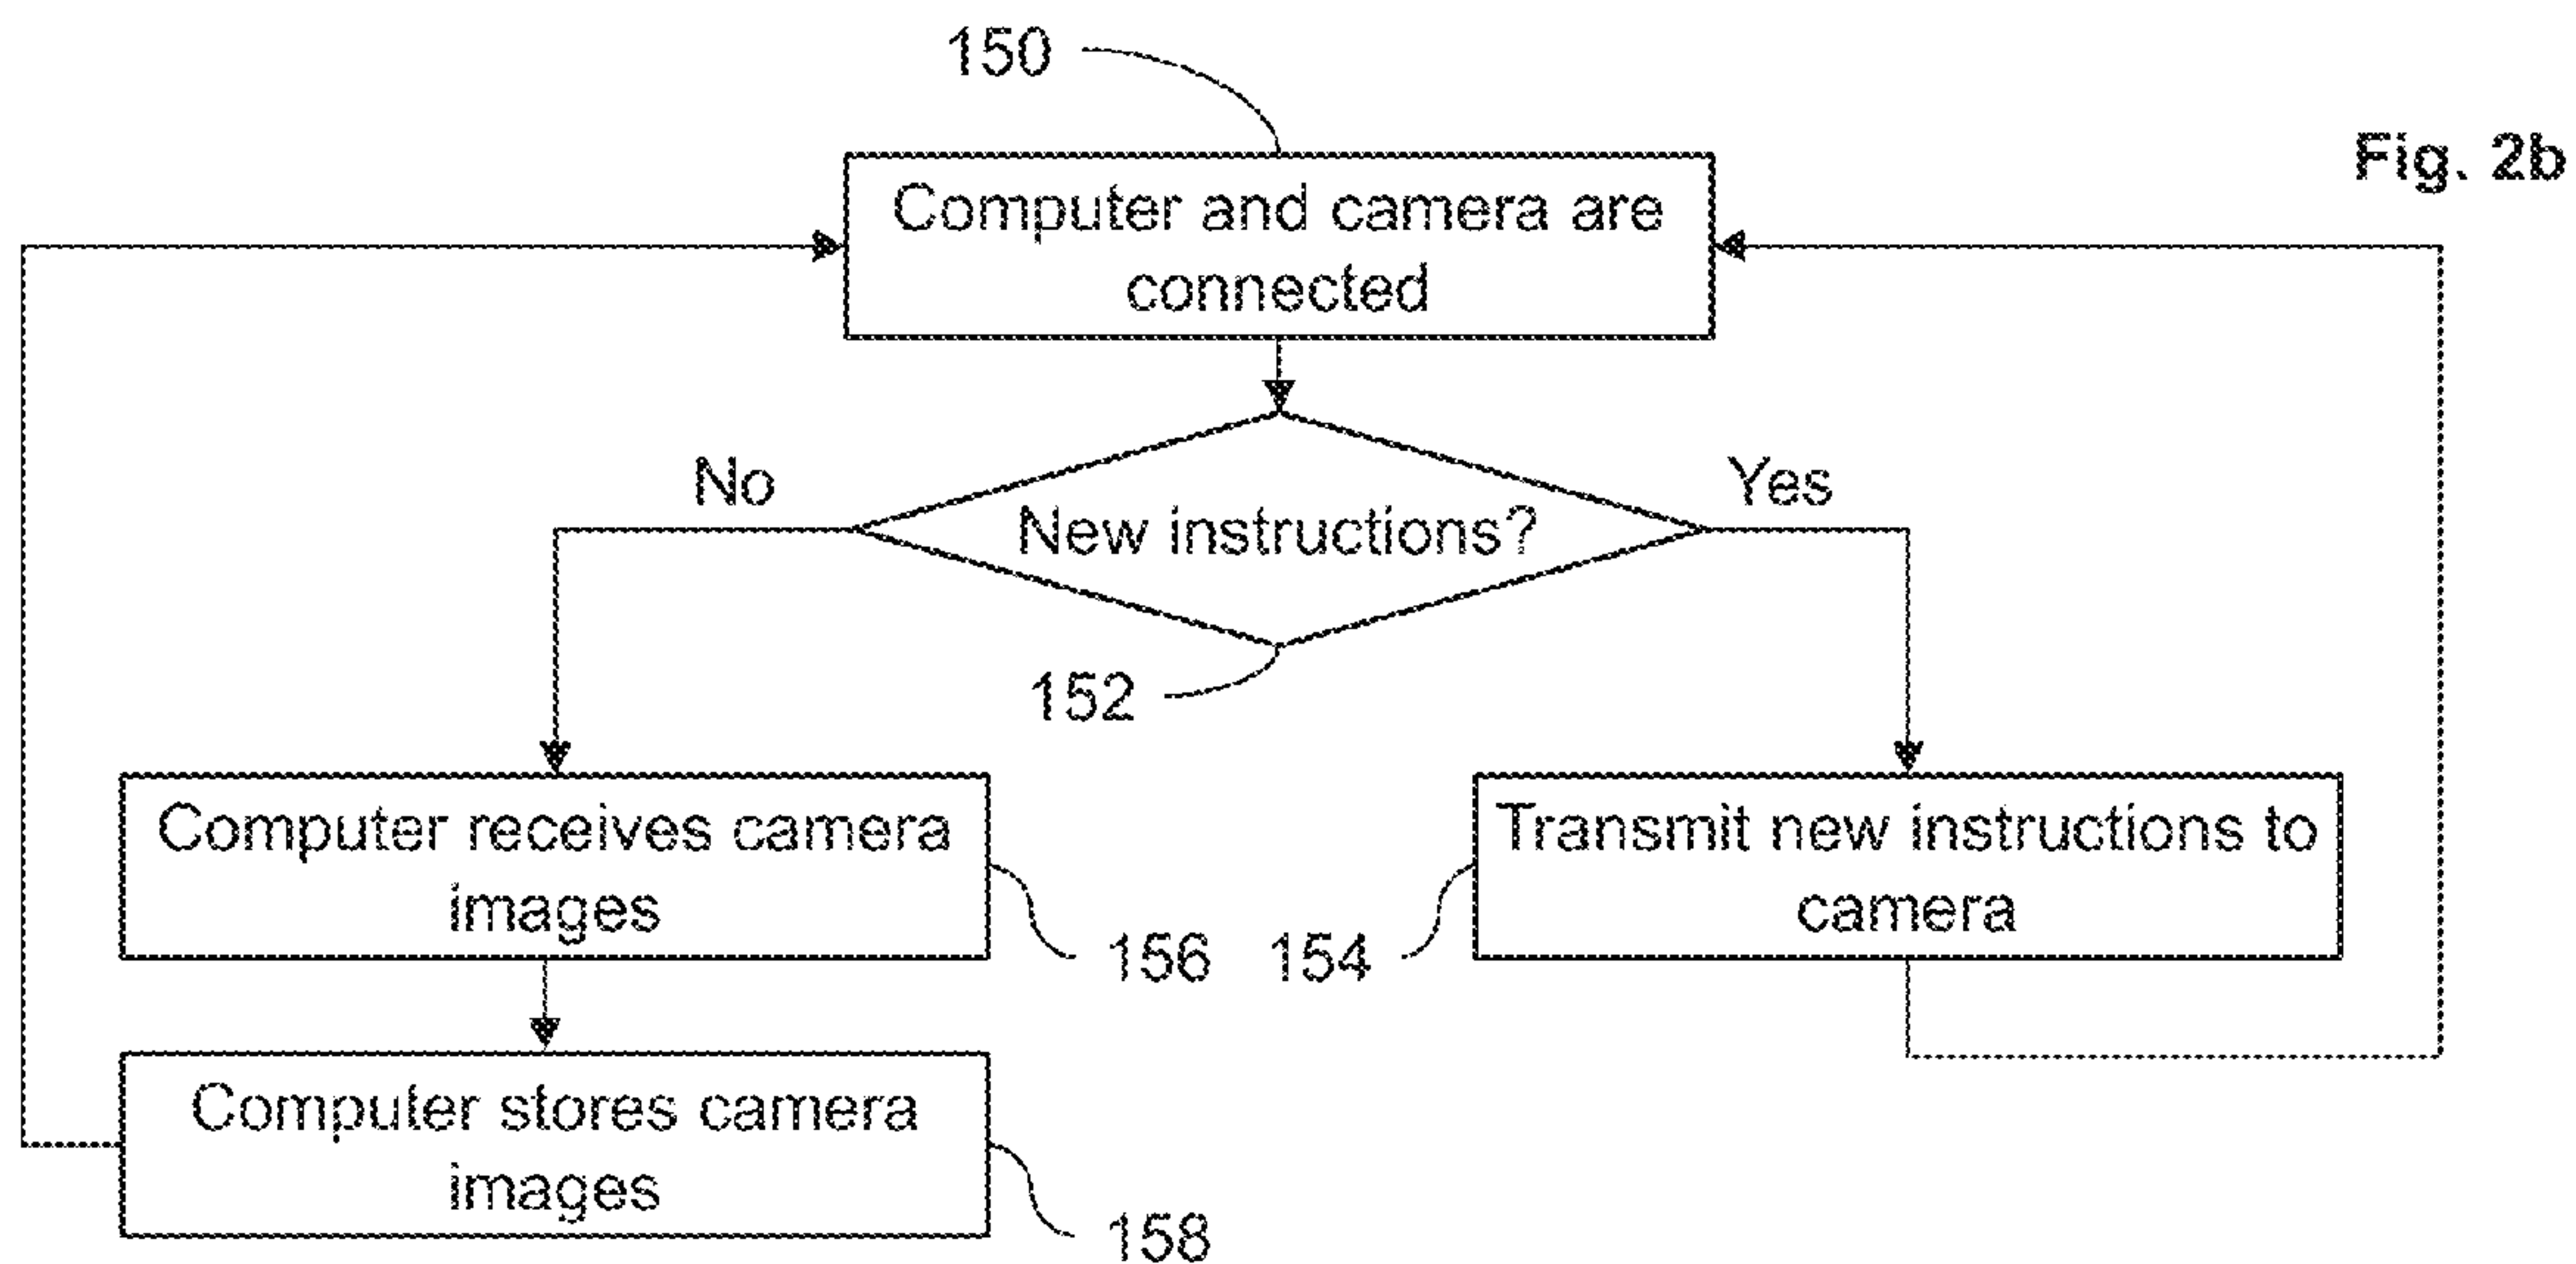 150
Fig. 2b
Computer and camera are
connected
No
Yes
New instructions?
152
Computer receives camera
images
Transmit new instructions to
camera
156
154
Computer stores camera
images
158